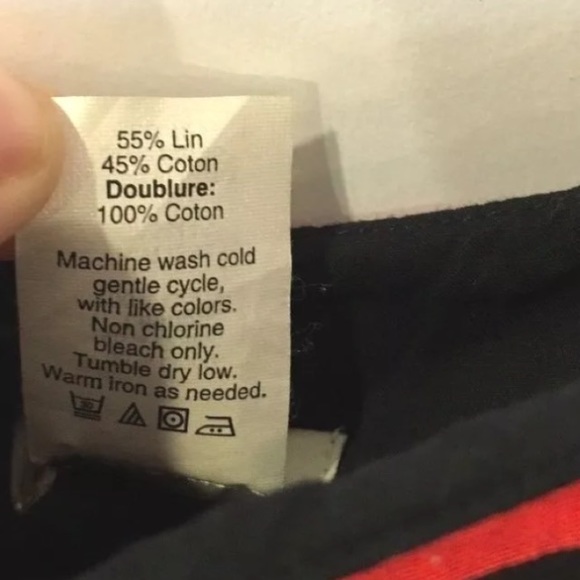 55% Lin
45% Coton
Doublure:
100% Coton
Machine wash cold
gentle cycle,
with like colors.
Non chlorine
bleach only.
Tumble dry low.
Warm iron as needed.